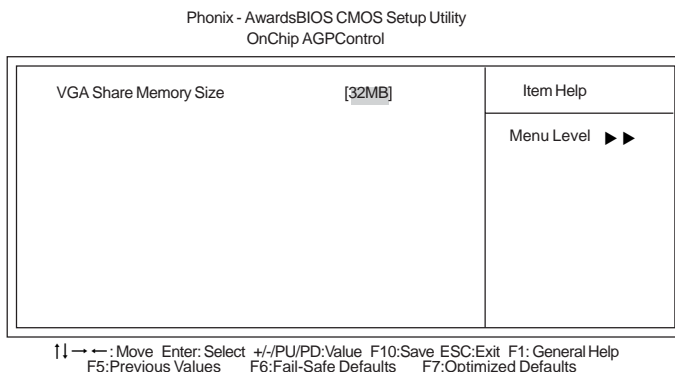 Phonix - AwardsBIOS CMOS Setup Utility
OnChip AGPControl
VGA Share Memory Size [32MB]
Item Help
Menu Level ▶▶
↑↓→←: Move Enter: Select +/-/PU/PD:Value F10:Save ESC:Exit F1: General Help
F5:Previous Values F6:Fail-Safe Defaults F7:Optimized Defaults